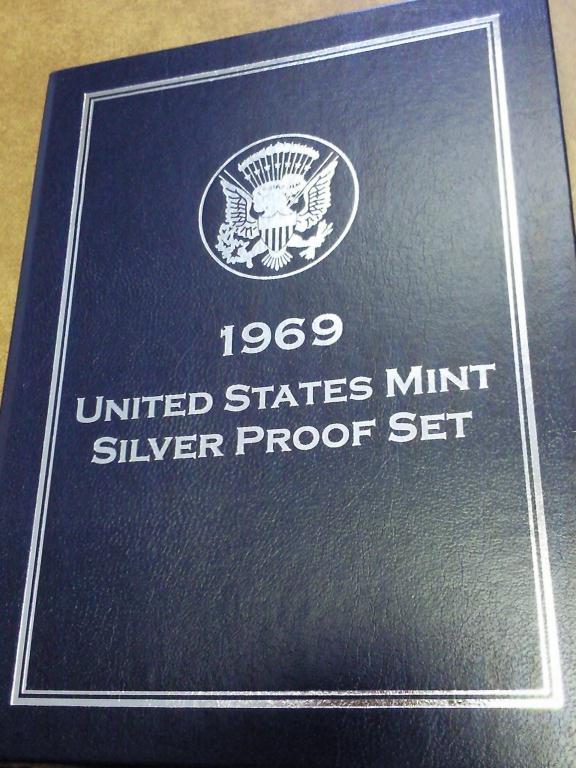 1969
UNITED STATES MINT
SILVER PROOF SET